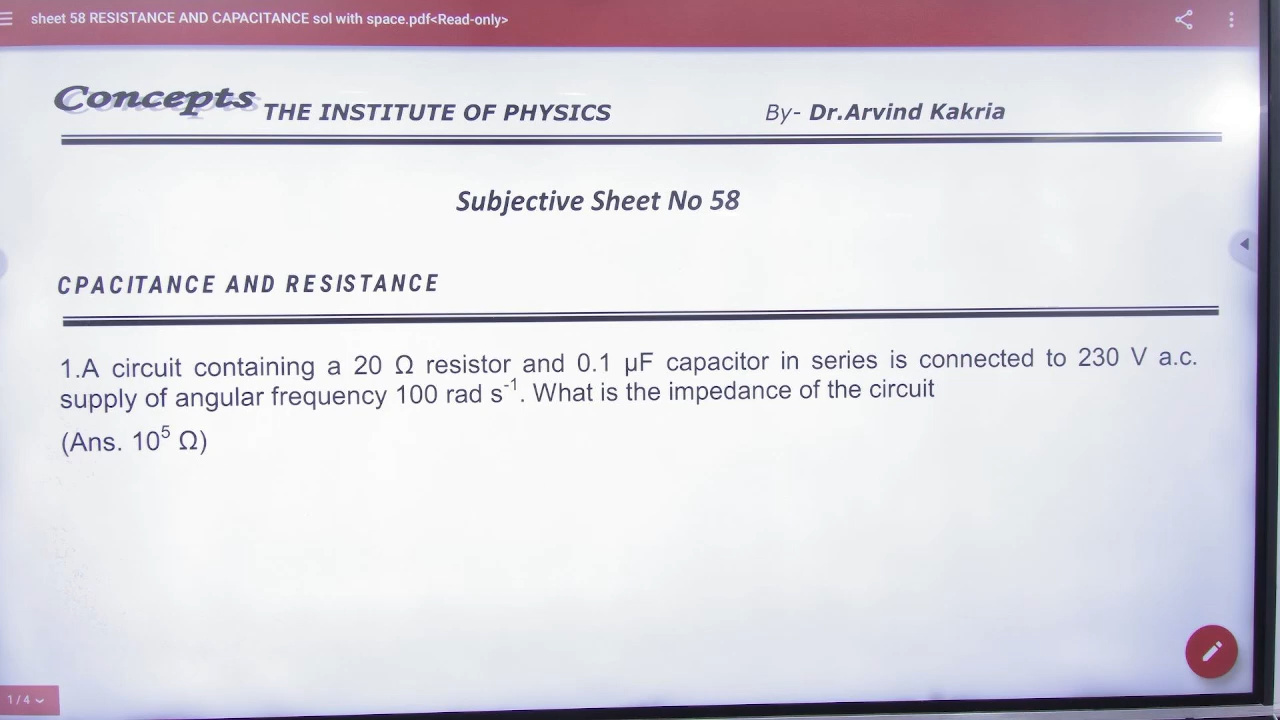 sheet 58 RESISTANCE AND CAPACITANCE sol with space.pdf<Read-only>
Concepts THE INSTITUTE OF PHYSICS By- Dr.Arvind Kakria
Subjective Sheet No 58
CPACITANCE AND RESISTANCE
1.A circuit containing a 20 Ω resistor and 0.1 μF capacitor in series is connected to 230 V a.c.
supply of angular frequency 100 rad s⁻¹. What is the impedance of the circuit
(Ans. 10⁵ Ω)
1/4